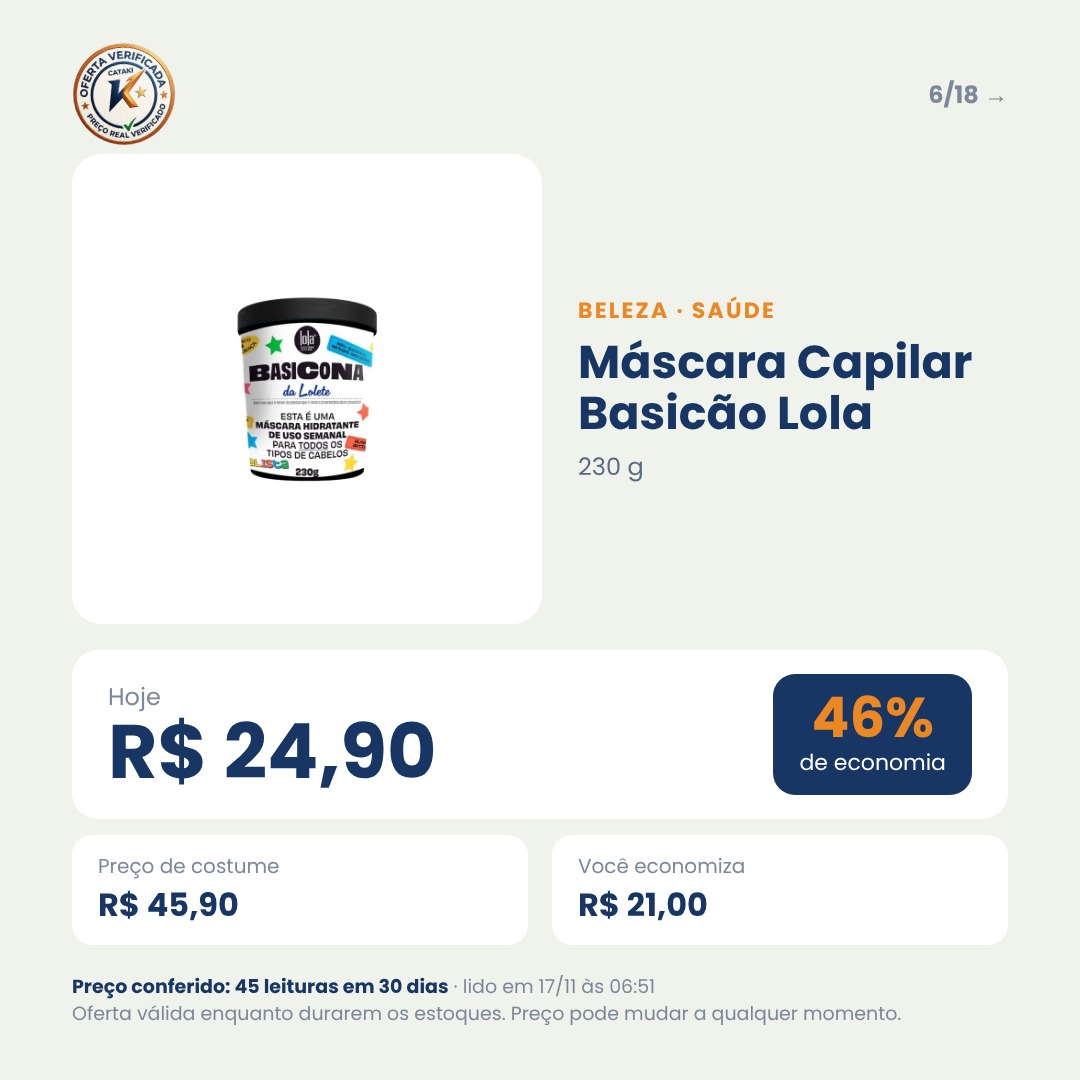 OFERTA VERIFICADA
CATAKI
K
PREÇO REAL VERIFICADO
6/18 →
lola
BASICONA
da Lolete
ESTA É UMA
MÁSCARA HIDRATANTE
DE USO SEMANAL
PARA TODOS OS
TIPOS DE CABELOS
230g
BELEZA · SAÚDE
Máscara Capilar
Basicão Lola
230 g
Hoje
R$ 24,90
46%
de economia
Preço de costume
R$ 45,90
Você economiza
R$ 21,00
Preço conferido: 45 leituras em 30 dias · lido em 17/11 às 06:51
Oferta válida enquanto durarem os estoques. Preço pode mudar a qualquer momento.